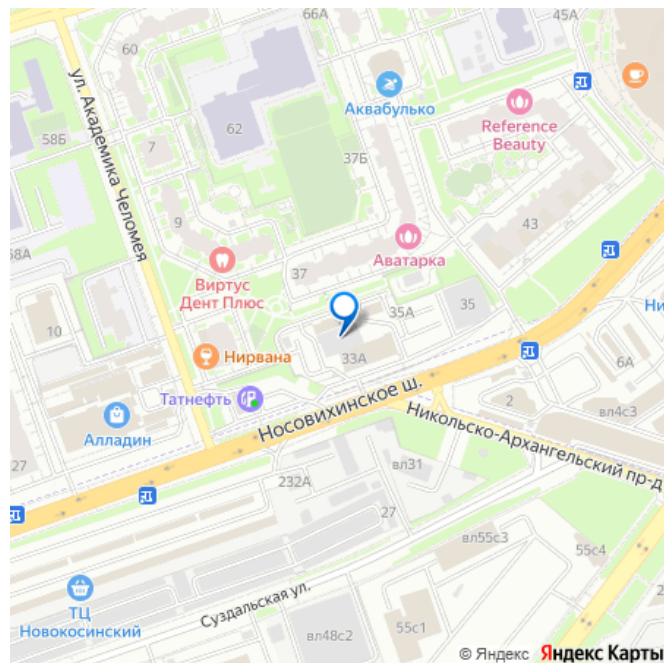 66А
45А
60
ул. Академика Челомея
58Б
62
7
Аквабулько
Reference
Beauty
37Б
9
43
58А
Виртус
Дент Плюс
37
Аватарка
35А
35
10
Нирвана
33А
6А
Татнефть
Носовихинское ш.
2
вл4с3
Алладин
Никольско-Архангельский пр-д
27
232А
вл31
27
вл55с3
55с4
ТЦ
Новокосинский
Суздальская ул.
вл48с2
55с1
© Яндекс Яндекс Карты